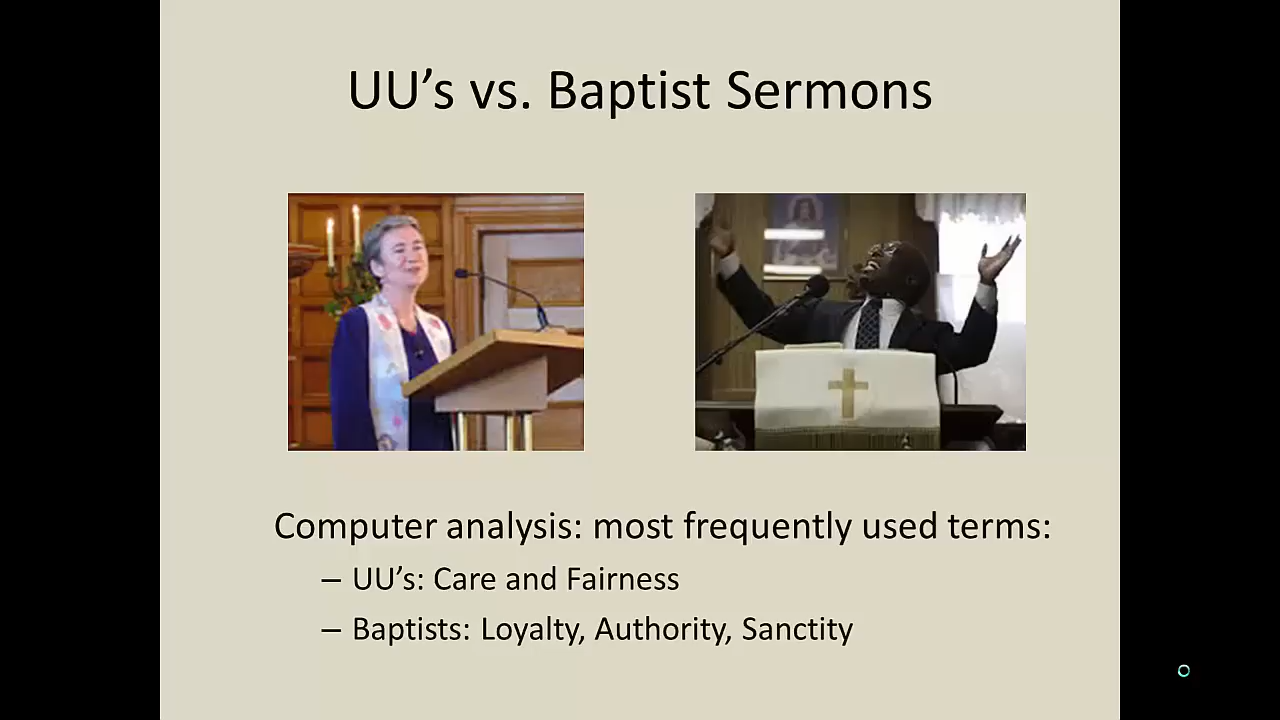 UU’s vs. Baptist Sermons
Computer analysis: most frequently used terms:
– UU’s: Care and Fairness
– Baptists: Loyalty, Authority, Sanctity